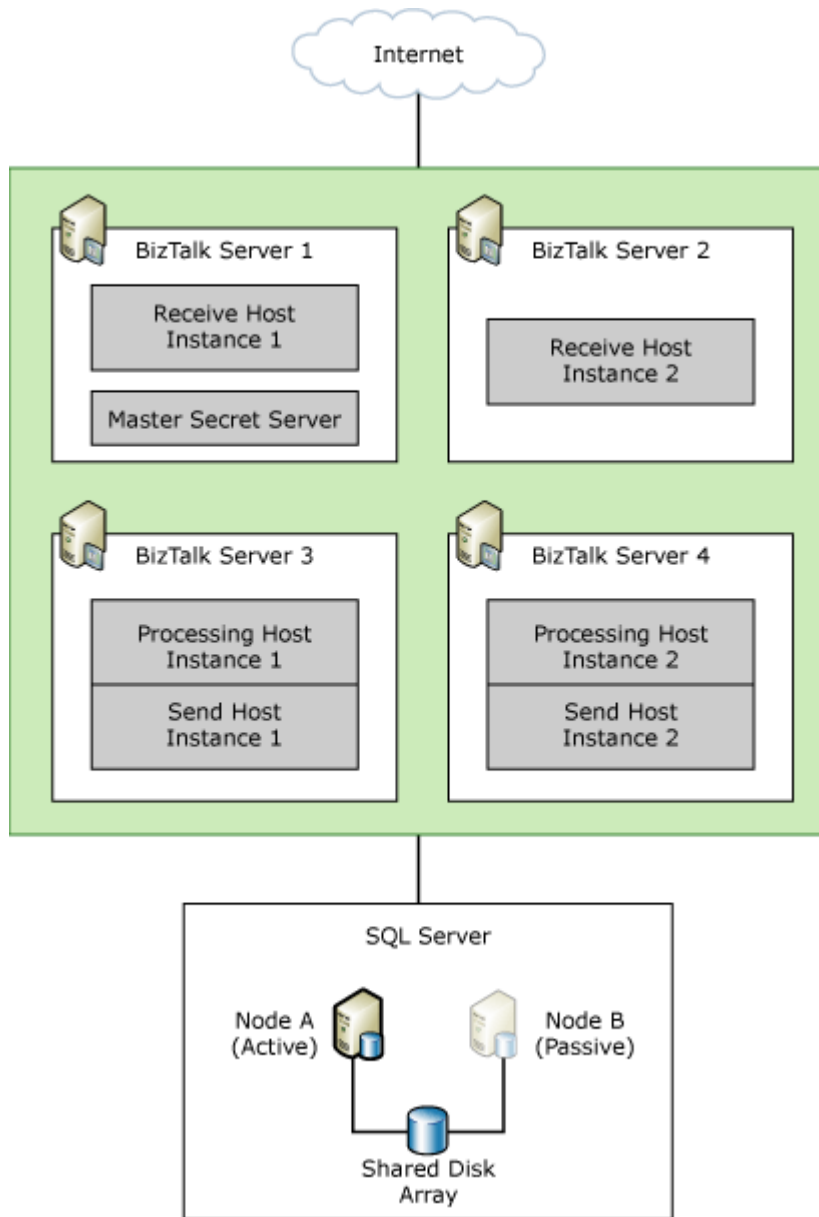 Internet
BizTalk Server 1
Receive Host
Instance 1
Master Secret Server
BizTalk Server 2
Receive Host
Instance 2
BizTalk Server 3
Processing Host
Instance 1
Send Host
Instance 1
BizTalk Server 4
Processing Host
Instance 2
Send Host
Instance 2
SQL Server
Node A
(Active)
Node B
(Passive)
Shared Disk
Array